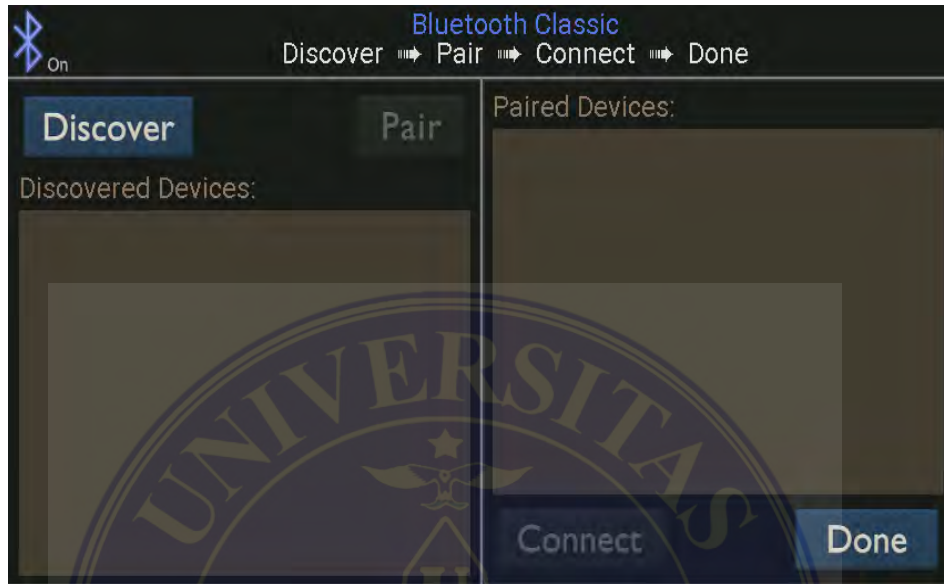 Bluetooth Classic
Discover ➟ Pair ➟ Connect ➟ Done
On
Discover
Pair
Discovered Devices:
Paired Devices:
Connect
Done
UNIVERSITAS
U